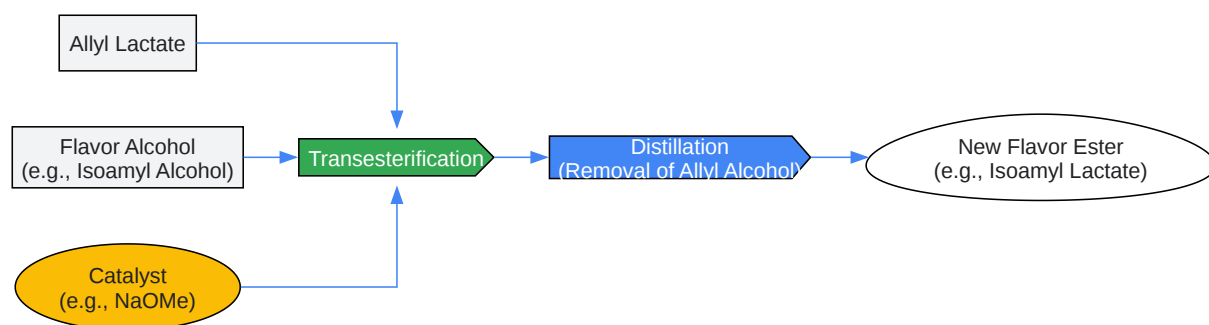 Allyl Lactate
Flavor Alcohol
(e.g., Isoamyl Alcohol)
Transesterification
Distillation
(Removal of Allyl Alcohol)
New Flavor Ester
(e.g., Isoamyl Lactate)
Catalyst
(e.g., NaOMe)